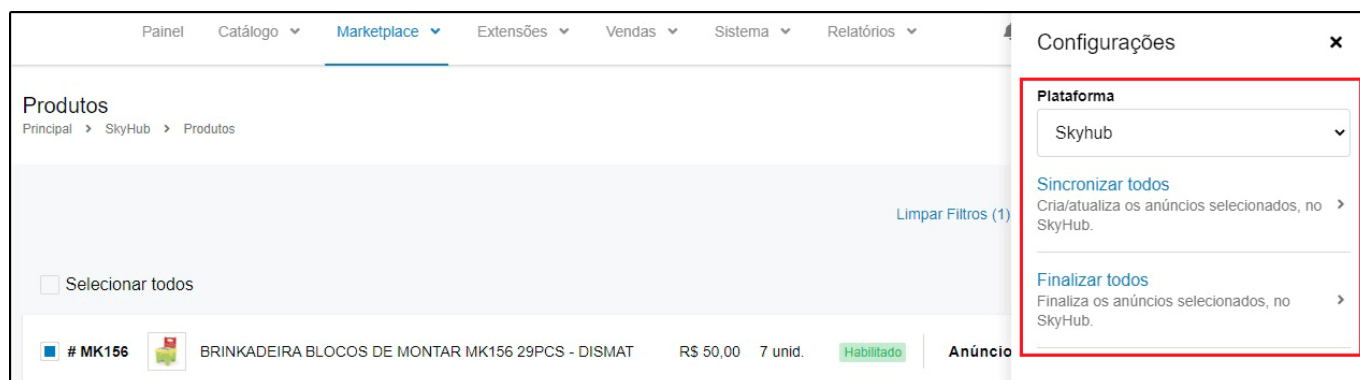 Painel Catálogo Marketplace Extensões Vendas Sistema Relatórios
Produtos
Principal > SkyHub > Produtos
Limpar Filtros (1)
Selecionar todos
# MK156 BRINKADEIRA BLOCOS DE MONTAR MK156 29PCS - DISMAT R$ 50,00 7 unid. Habilitado Anúncio
Configurações
Plataforma
Skyhub
Sincronizar todos
Cria/atualiza os anúncios selecionados, no
SkyHub.
Finalizar todos
Finaliza os anúncios selecionados, no
SkyHub.